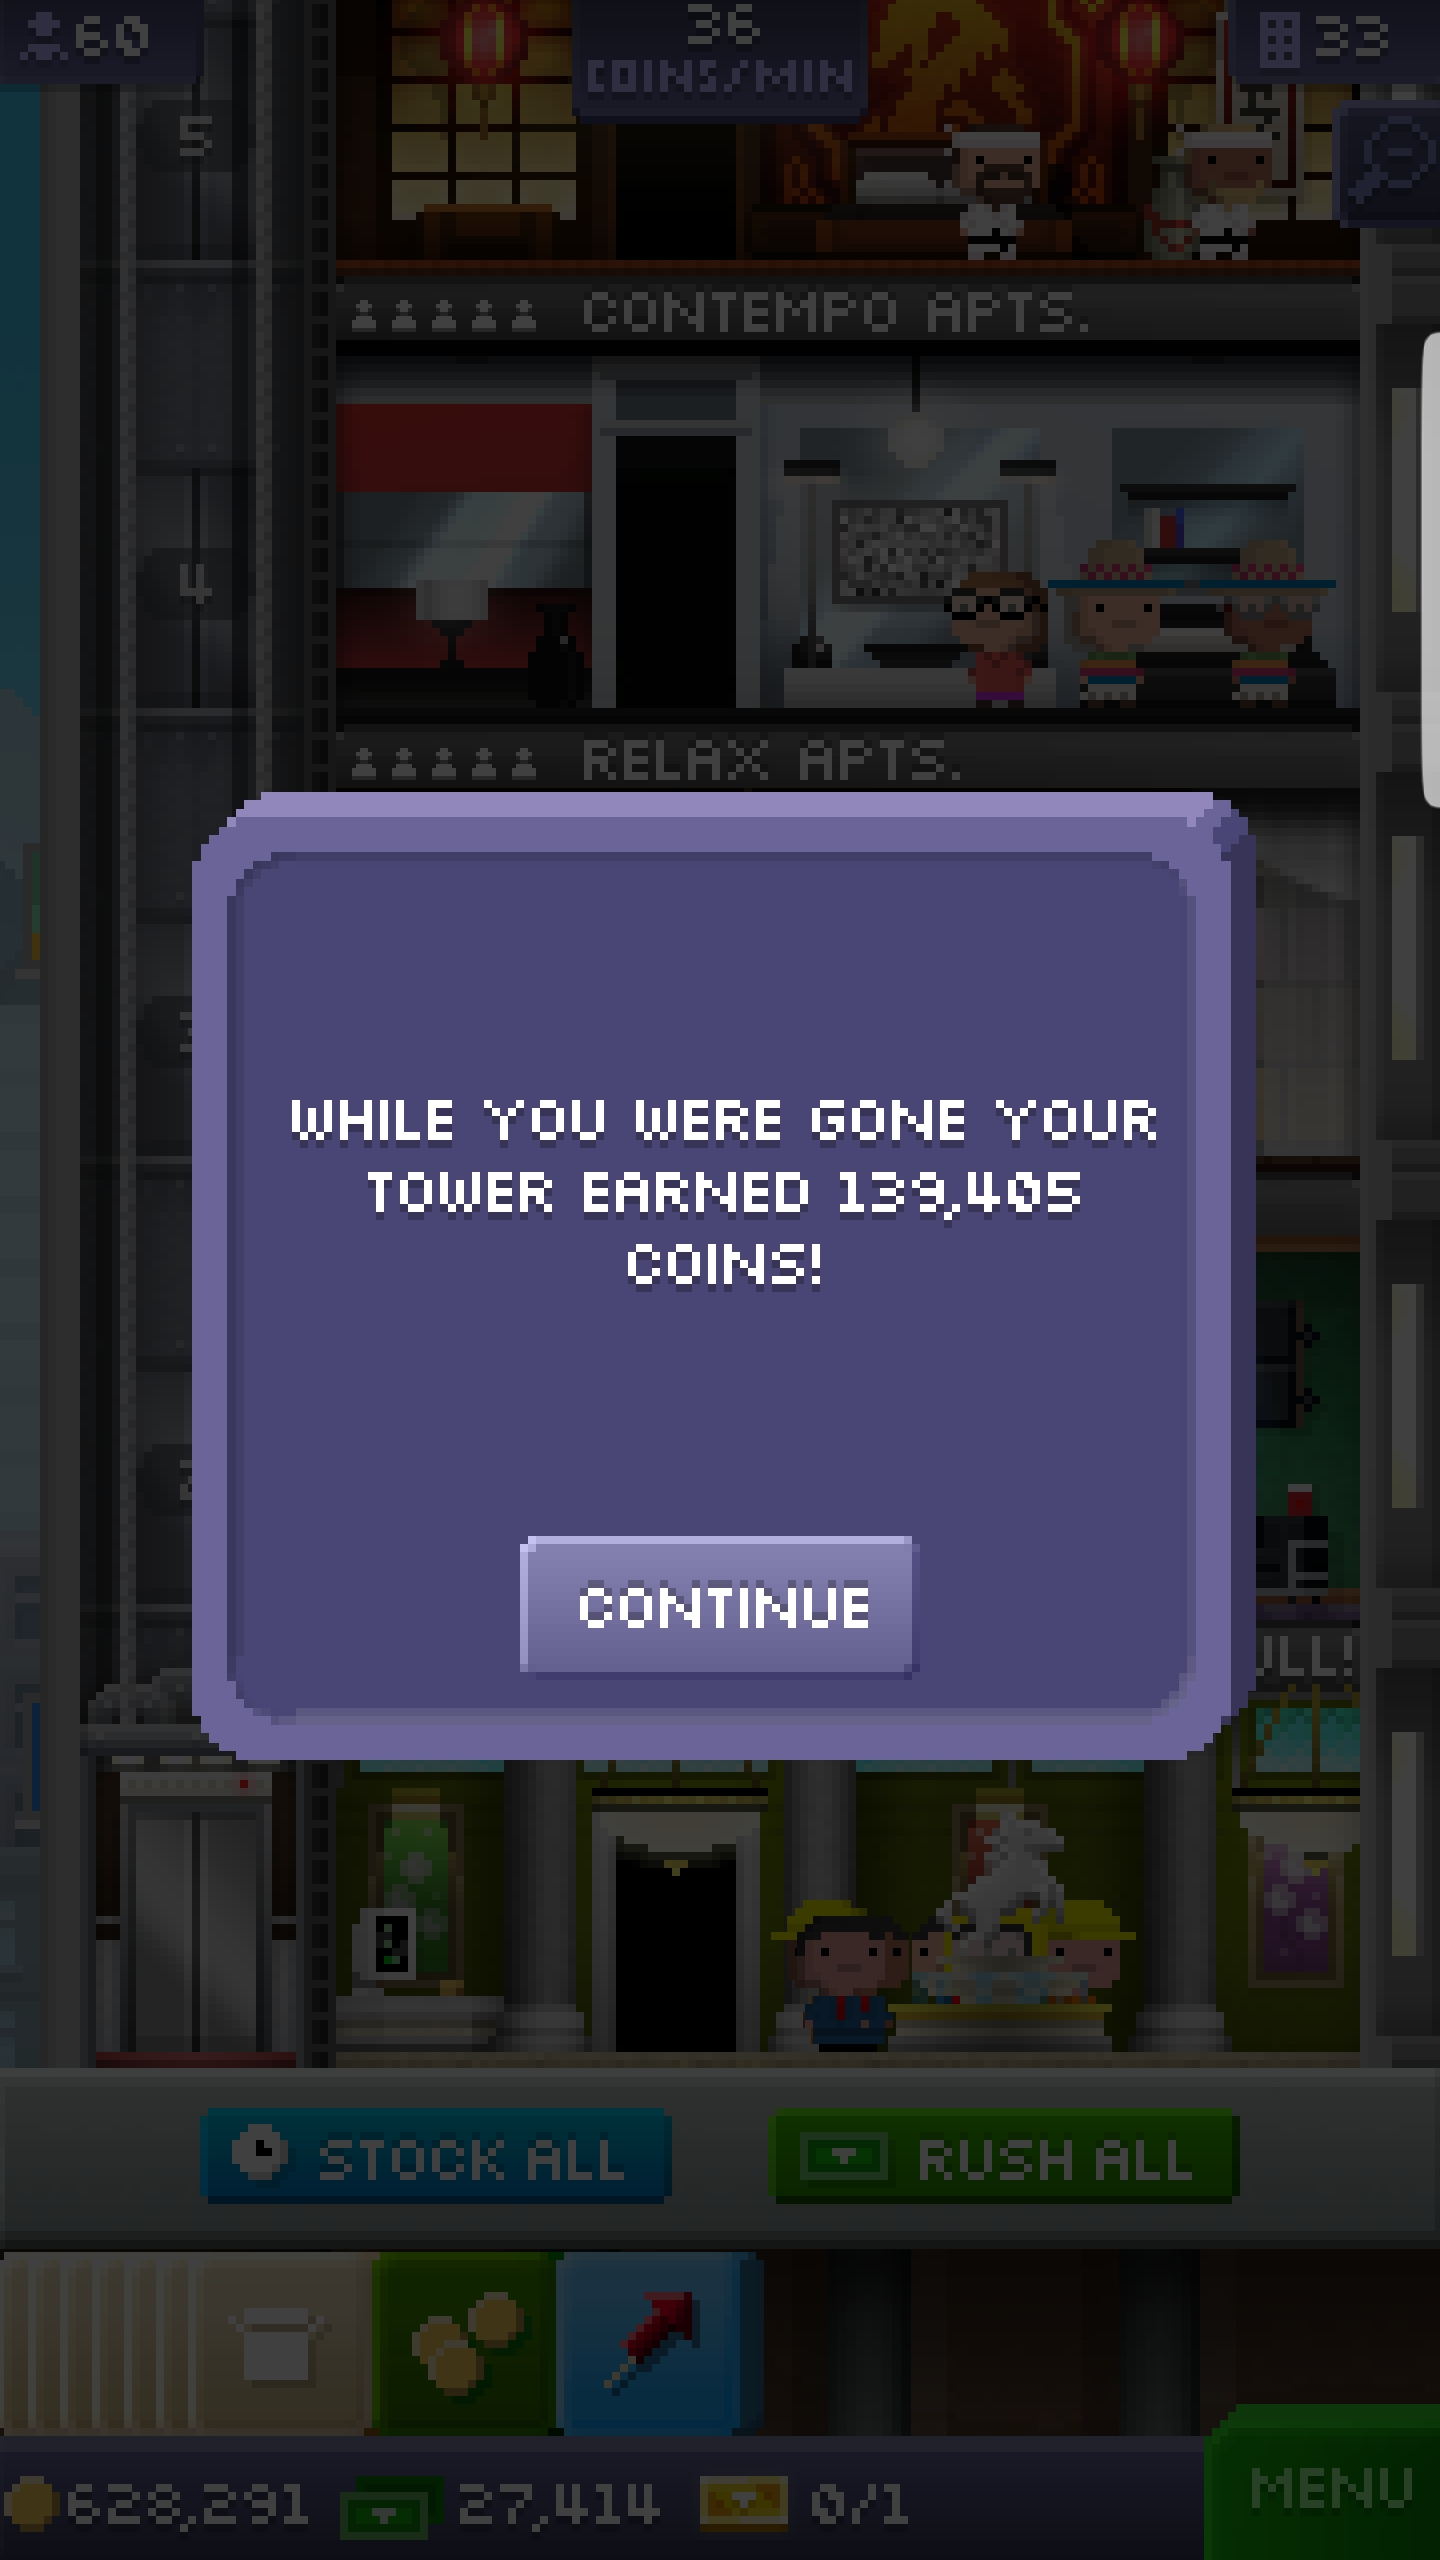 60
36
COINS/MIN
33
5
CONTEMPO APTS.
4
RELAX APTS.
WHILE YOU WERE GONE YOUR
TOWER EARNED 139,405
COINS!
CONTINUE
STOCK ALL
RUSH ALL
628,291
27,414
0/1
MENU